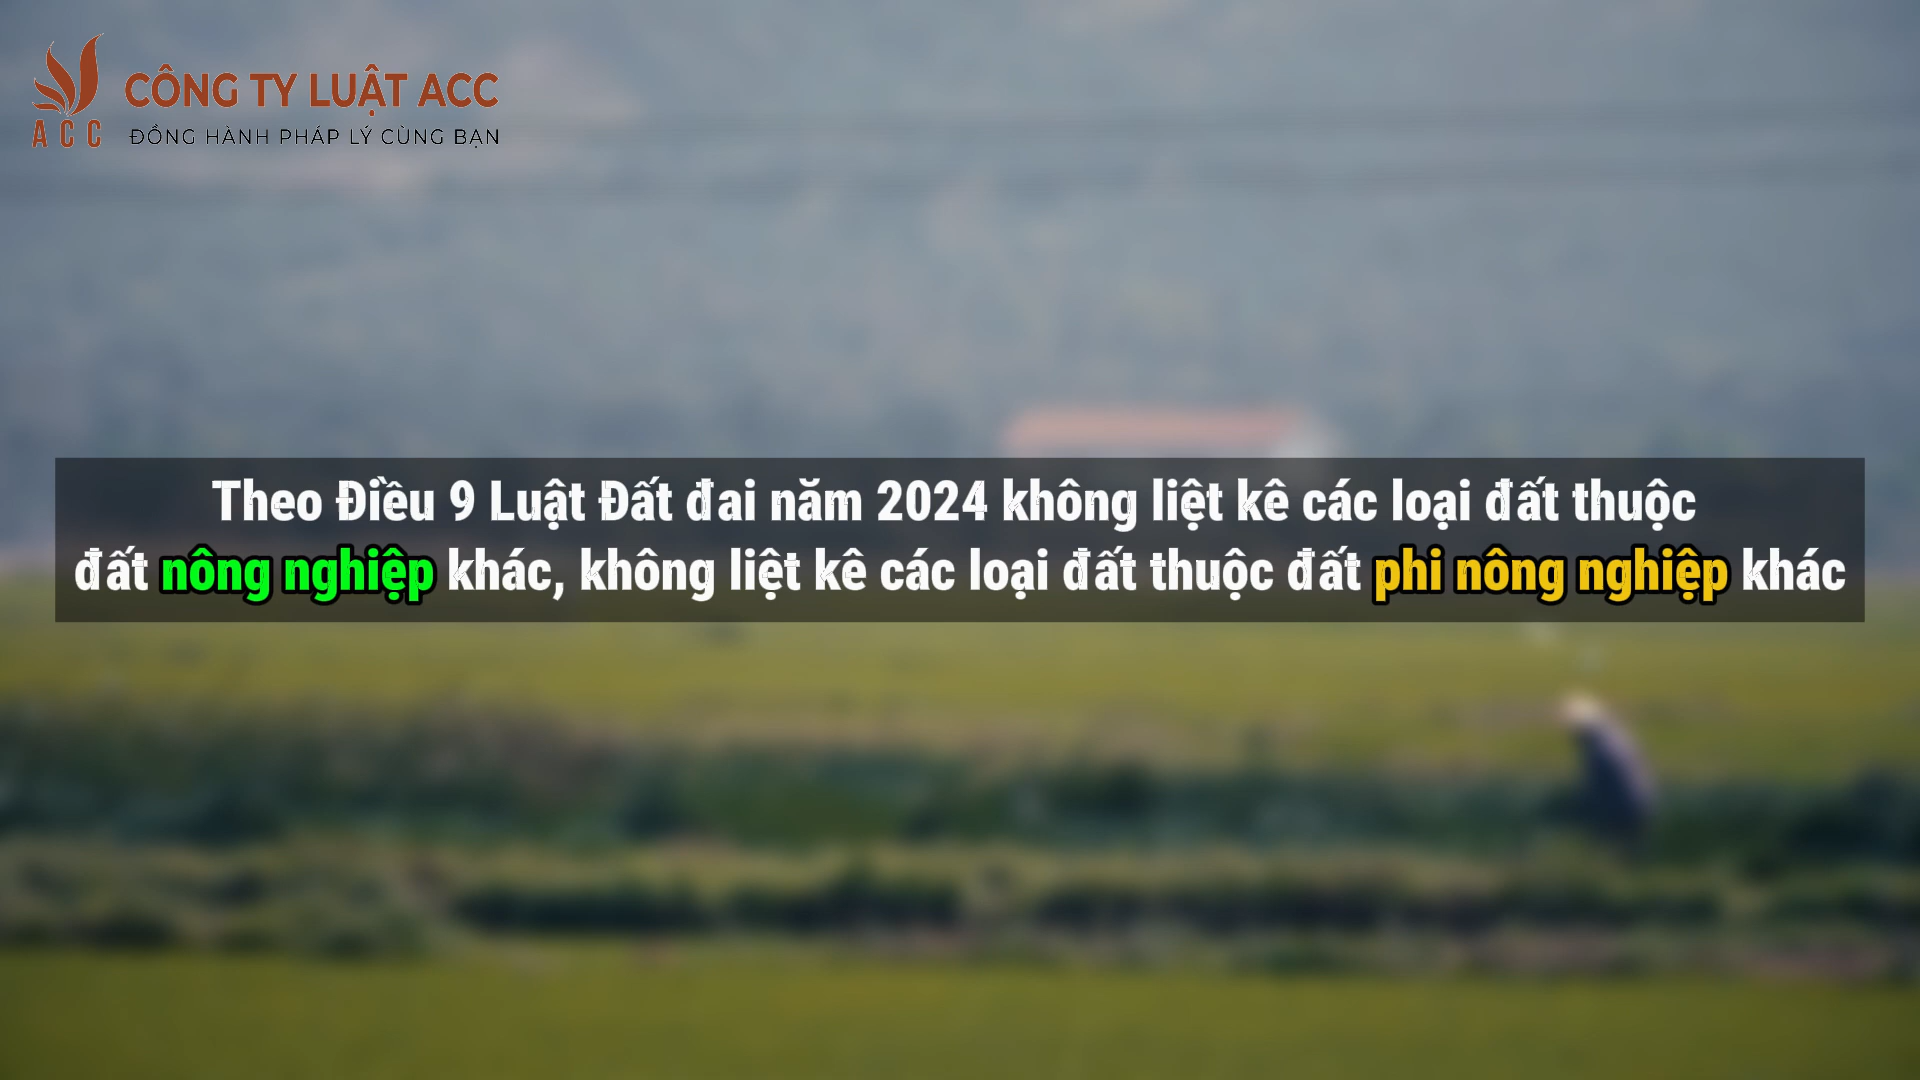 CÔNG TY LUẬT ACC
ACC
ĐỒNG HÀNH PHÁP LÝ CÙNG BẠN
Theo Điều 9 Luật Đất đai năm 2024 không liệt kê các loại đất thuộc
đất nông nghiệp khác, không liệt kê các loại đất thuộc đất phi nông nghiệp khác